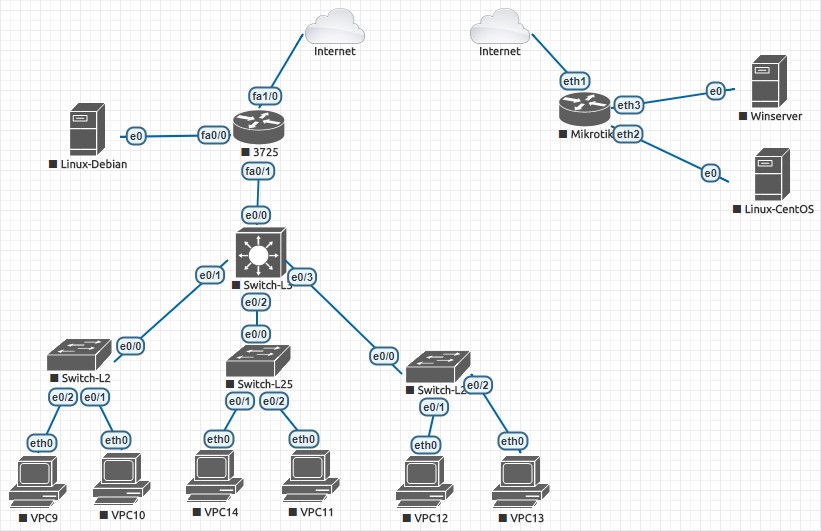 Internet
Internet
fa1/0
eth1
eth3
e0
Winserver
Linux-Debian
e0
fa0/0
3725
Mikrotik
eth2
fa0/1
e0
Linux-CentOS
e0/0
e0/1
Switch-L3
e0/3
e0/2
e0/0
e0/0
e0/0
Switch-L2
Switch-L25
Switch-L2
e0/2
e0/2
e0/1
e0/1
e0/2
e0/1
eth0
eth0
eth0
eth0
eth0
eth0
VPC9
VPC10
VPC14
VPC11
VPC12
VPC13